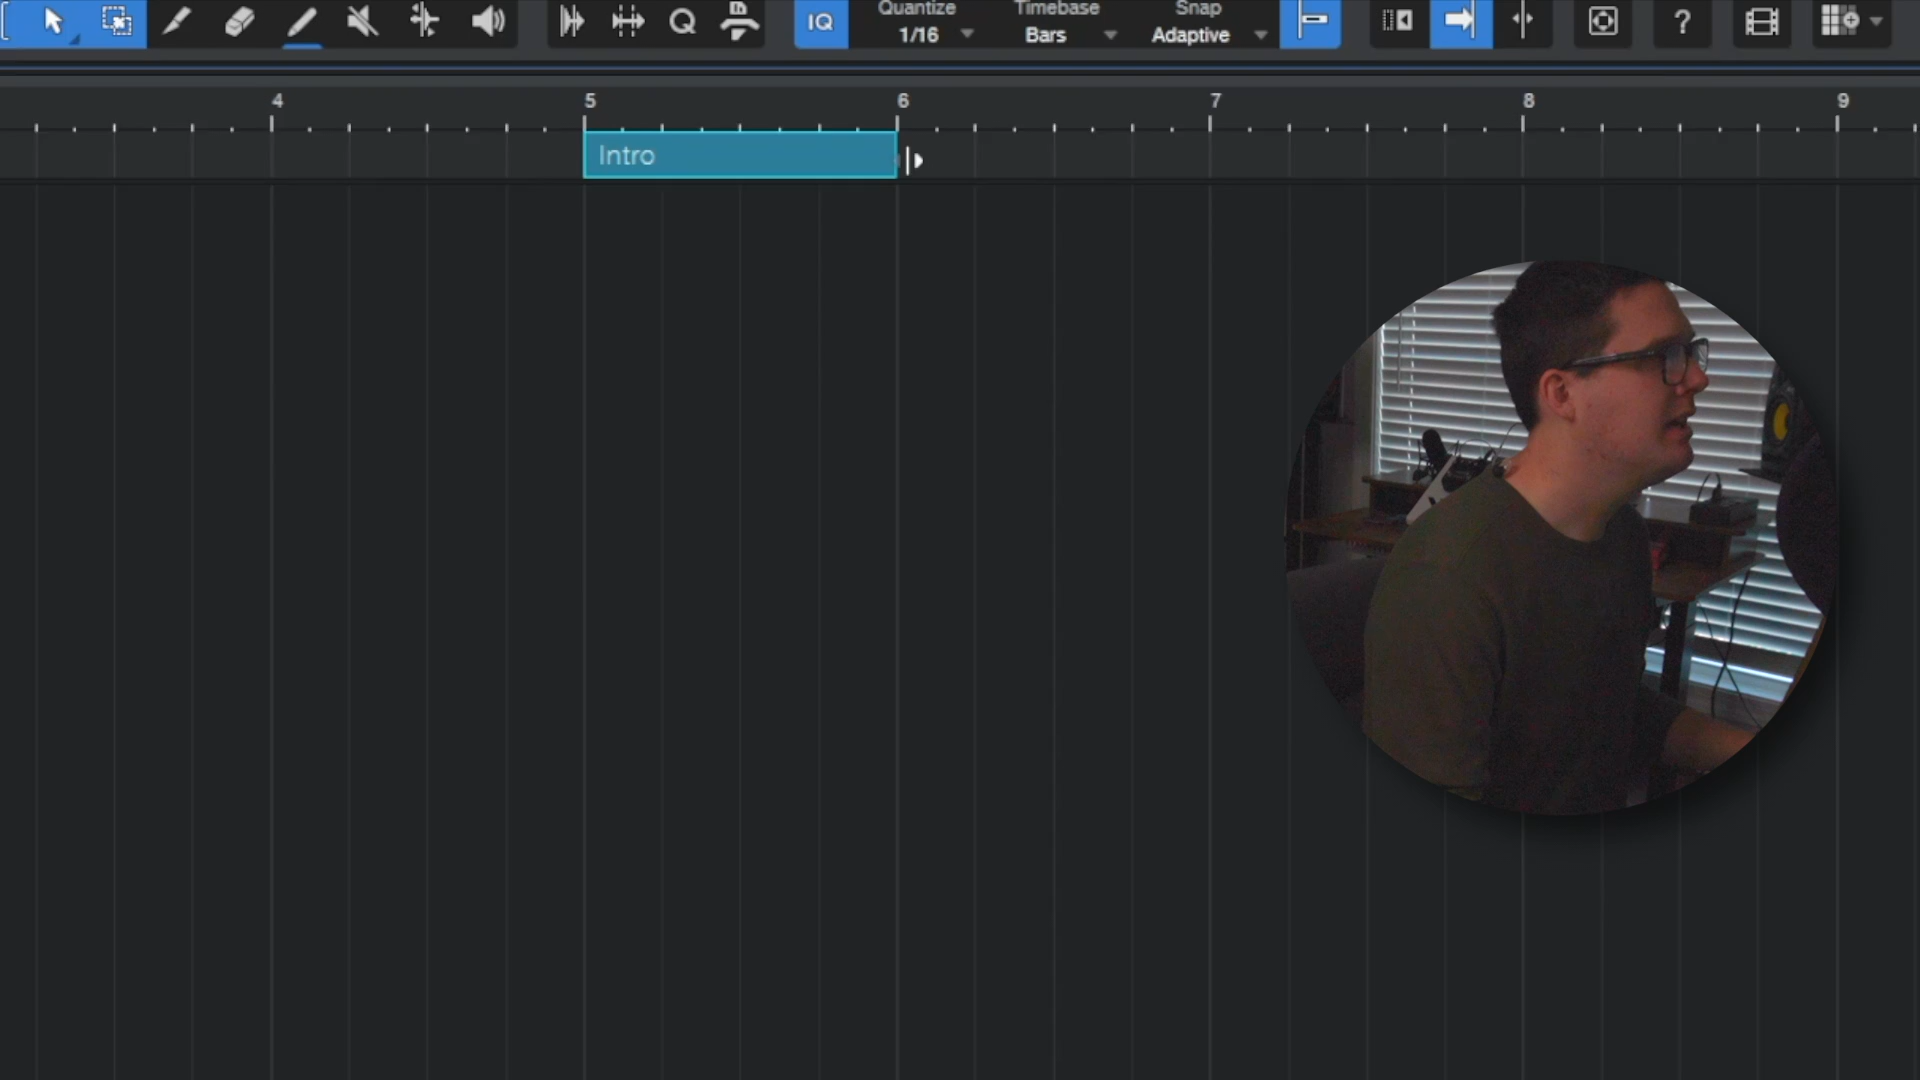 Quantize Timebase Snap
IQ 1/16 Bars Adaptive ?
4 5 6 7 8 9
Intro